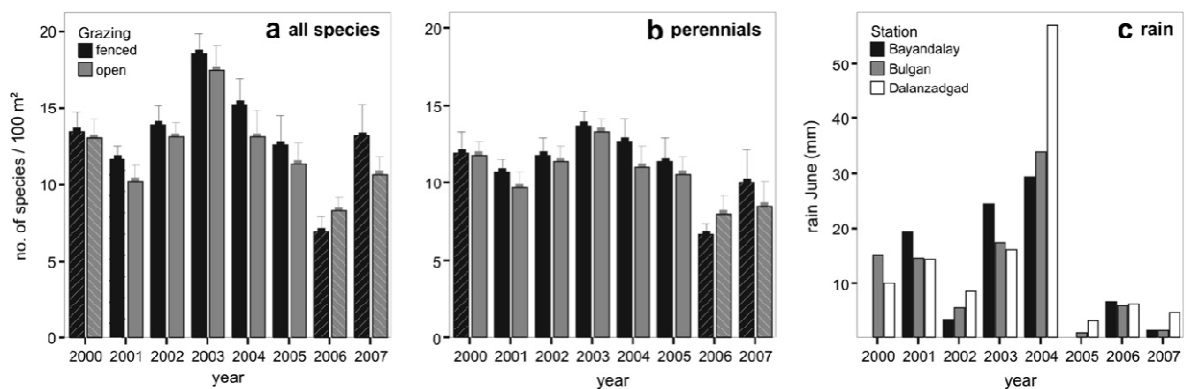 a all species
Grazing
fenced
open
no. of species / 100 m²
20
15
10
5
0
2000 2001 2002 2003 2004 2005 2006 2007
year
b perennials
20
15
10
5
0
2000 2001 2002 2003 2004 2005 2006 2007
year
c rain
Station
Bayandalay
Bulgan
Dalanzadgad
rain June (mm)
50
40
30
20
10
2000 2001 2002 2003 2004 2005 2006 2007
year